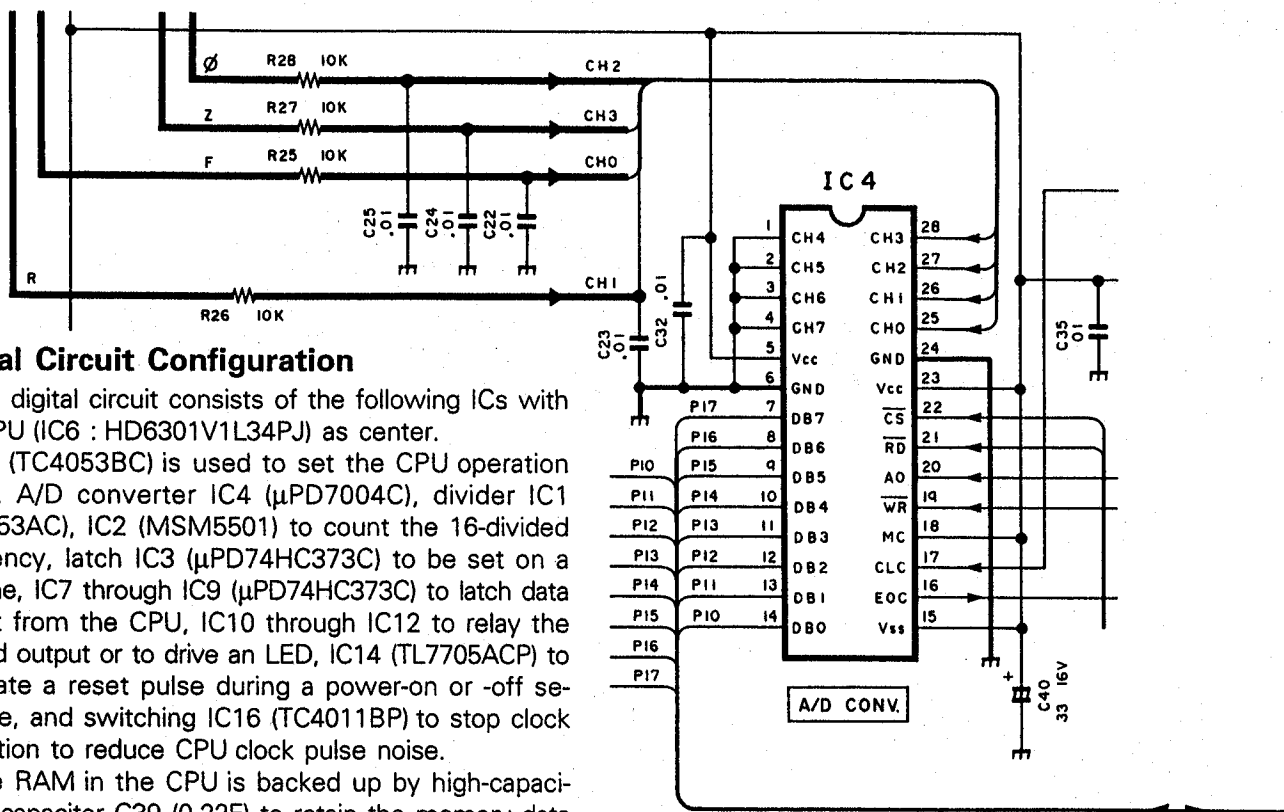 Ø R28 10K CH2
Z R27 10K CH3
F R25 10K CH0
C25 .01
C24 .01
C22 .01
R R26 10K CH1
C23 .01
C32 .01
IC4
1 CH4 CH3 28
2 CH5 CH2 27
3 CH6 CH1 26
4 CH7 CH0 25
5 Vcc GND 24
6 GND Vcc 23
P17 7 DB7 CS 22
P16 8 DB6 RD 21
P10 P15 9 DB5 AO 20
P11 P14 10 DB4 WR 19
P12 P13 11 DB3 MC 18
P13 P12 12 DB2 CLC 17
P14 P11 13 DB1 EOC 16
P15 P10 14 DB0 Vss 15
P16
P17
A/D CONV.
C35 01
+ C40
33 16V
al Circuit Configuration
digital circuit consists of the following ICs with
PU (IC6 : HD6301V1L34PJ) as center.
(TC4053BC) is used to set the CPU operation
A/D converter IC4 (μPD7004C), divider IC1
53AC), IC2 (MSM5501) to count the 16-divided
ency, latch IC3 (μPD74HC373C) to be set on a
ne, IC7 through IC9 (μPD74HC373C) to latch data
t from the CPU, IC10 through IC12 to relay the
d output or to drive an LED, IC14 (TL7705ACP) to
ate a reset pulse during a power-on or -off se-
e, and switching IC16 (TC4011BP) to stop clock
tion to reduce CPU clock pulse noise.
e RAM in the CPU is backed up by high-capaci-
capacitor C39 (0.22F) to retain the memory data